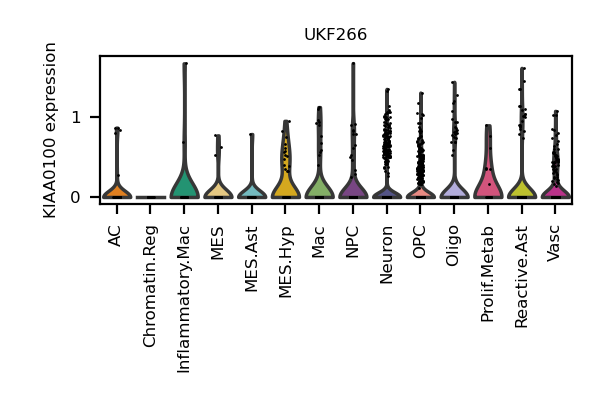 UKF266
KIAA0100 expression
1
0
AC
Chromatin.Reg
Inflammatory.Mac
MES
MES.Ast
MES.Hyp
Mac
NPC
Neuron
OPC
Oligo
Prolif.Metab
Reactive.Ast
Vasc